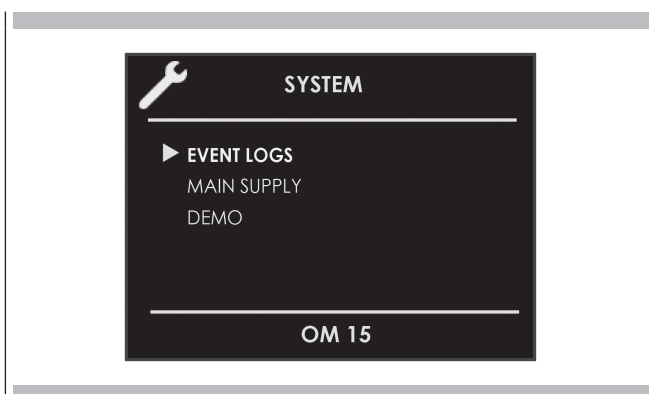 SYSTEM
EVENT LOGS
MAIN SUPPLY
DEMO
OM 15